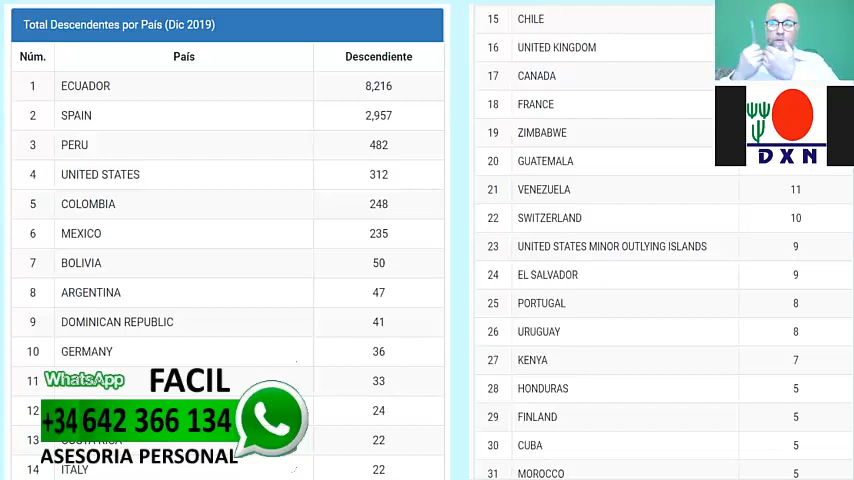 Total Descendentes por País (Dic 2019)
Núm. País Descendiente
1 ECUADOR 8,216
2 SPAIN 2,957
3 PERU 482
4 UNITED STATES 312
5 COLOMBIA 248
6 MEXICO 235
7 BOLIVIA 50
8 ARGENTINA 47
9 DOMINICAN REPUBLIC 41
10 GERMANY 36
11 33
12 24
13 22
14 ITALY 22
WhatsApp FACIL
+34 642 366 134
ASESORIA PERSONAL
15 CHILE
16 UNITED KINGDOM
17 CANADA
18 FRANCE
19 ZIMBABWE
20 GUATEMALA
21 VENEZUELA 11
22 SWITZERLAND 10
23 UNITED STATES MINOR OUTLYING ISLANDS 9
24 EL SALVADOR 9
25 PORTUGAL 8
26 URUGUAY 8
27 KENYA 7
28 HONDURAS 5
29 FINLAND 5
30 CUBA 5
31 MOROCCO 5
DXN